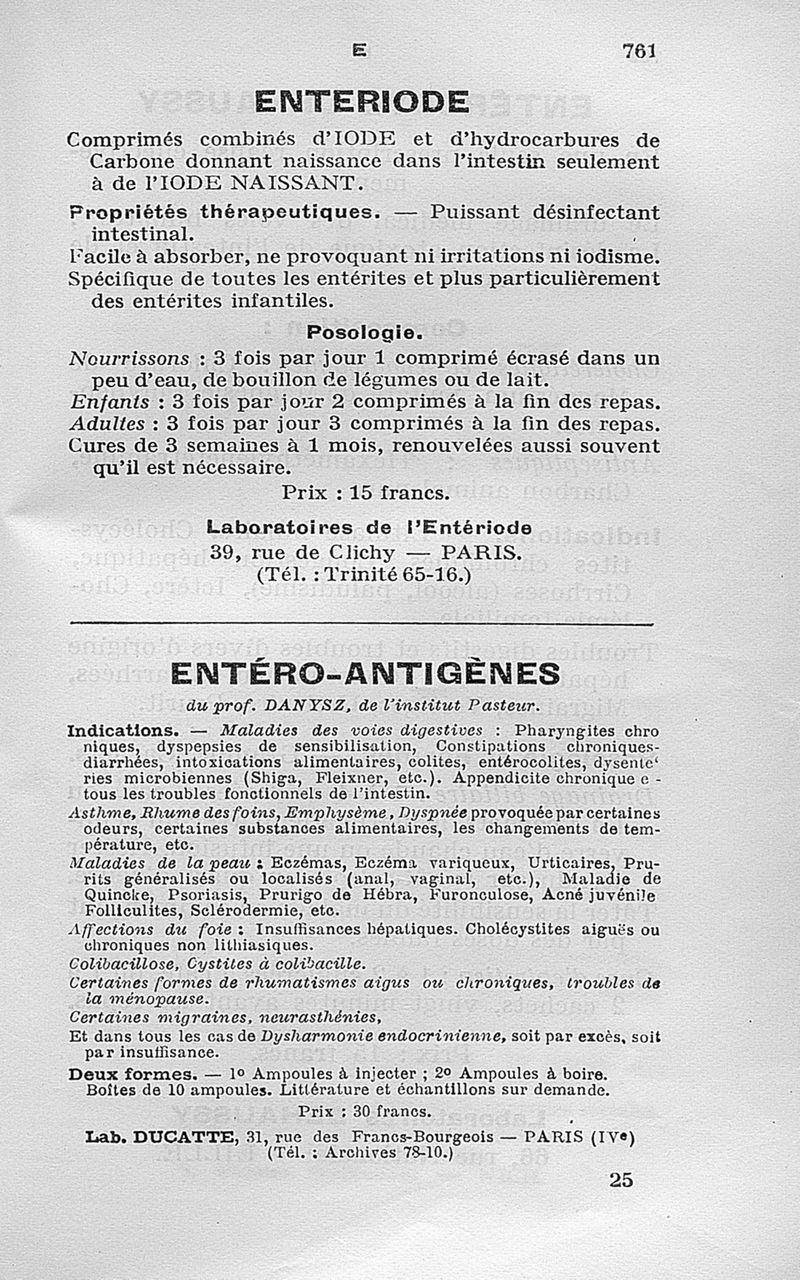 E 761
ENTERIODE
Comprimés combinés d'IODE et d'hydrocarbures de
Carbone donnant naissance dans l'intestin seulement
à de l'IODE NAISSANT.
Propriétés thérapeutiques. — Puissant désinfectant
intestinal.
Facile à absorber, ne provoquant ni irritations ni iodisme.
Spécifique de toutes les entérites et plus particulièrement
des entérites infantiles.
Posologie.
Nourrissons : 3 fois par jour 1 comprimé écrasé dans un
peu d'eau, de bouillon de légumes ou de lait.
Enfants : 3 fois par jour 2 comprimés à la fin des repas.
Adultes : 3 fois par jour 3 comprimés à la fin des repas.
Cures de 3 semaines à 1 mois, renouvelées aussi souvent
qu'il est nécessaire.
Prix : 15 francs.
Laboratoires de l'Entériode
39, rue de Clichy — PARIS.
(Tél. : Trinité 65-16.)
ENTÉRO-ANTIGÈNES
du prof. DANYSZ, de l'institut Pasteur.
Indications. — Maladies des voies digestives : Pharyngites chro
niques, dyspepsies de sensibilisation, Constipations chroniques-
diarrhées, intoxications alimentaires, colites, entérocolites, dysente'
ries microbiennes (Shiga, Fleixner, etc.). Appendicite chronique e -
tous les troubles fonctionnels de l'intestin.
Asthme, Rhume des foins, Emphysème, Dyspnée provoquée par certaines
odeurs, certaines substances alimentaires, les changements de tem-
pérature, etc.
Maladies de la peau : Eczémas, Eczéma variqueux, Urticaires, Pru-
rits généralisés ou localisés (anal, vaginal, etc.), Maladie de
Quincke, Psoriasis, Prurigo de Hébra, Furonculose, Acné juvénile
Folliculites, Sclérodermie, etc.
Affections du foie : Insuffisances hépatiques. Cholécystites aiguës ou
chroniques non lithiasiques.
Colibacillose, Cystites à colibacille.
Certaines formes de rhumatismes aigus ou chroniques, troubles de
la ménopause.
Certaines migraines, neurasthénies,
Et dans tous les cas de Dysharmonie endocrinienne, soit par excès, soit
par insuffisance.
Deux formes. — 1o Ampoules à injecter ; 2o Ampoules à boire.
Boîtes de 10 ampoules. Littérature et échantillons sur demande.
Prix : 30 francs.
Lab. DUCATTE, 31, rue des Francs-Bourgeois — PARIS (IVe)
(Tél. : Archives 78-10.)
25